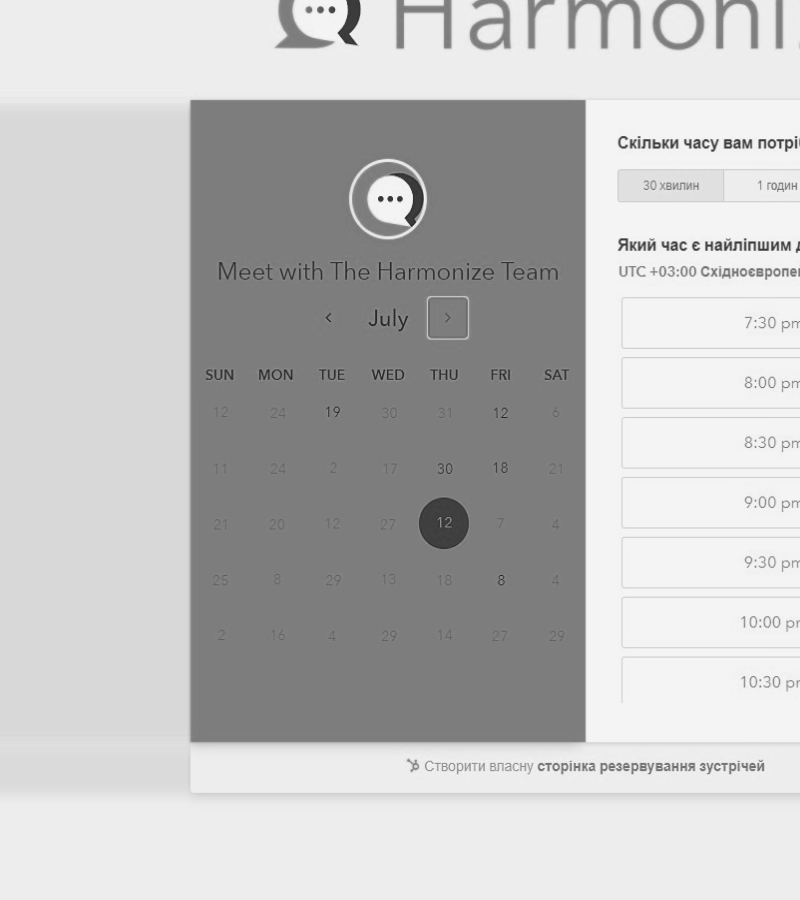 Harmoni
Meet with The Harmonize Team
July
SUN MON TUE WED THU FRI SAT
12 24 19 30 31 12 6
11 24 2 17 30 18 21
21 20 12 27 12 7 4
25 8 29 13 18 8 4
2 16 4 29 14 27 29
Скільки часу вам потрі
30 хвилин 1 годин
Який час є найліпшим д
UTC +03:00 Східноєвропе
7:30 pm
8:00 pm
8:30 pm
9:00 pm
9:30 pm
10:00 pr
10:30 pr
Створити власну сторінка резервування зустрічей